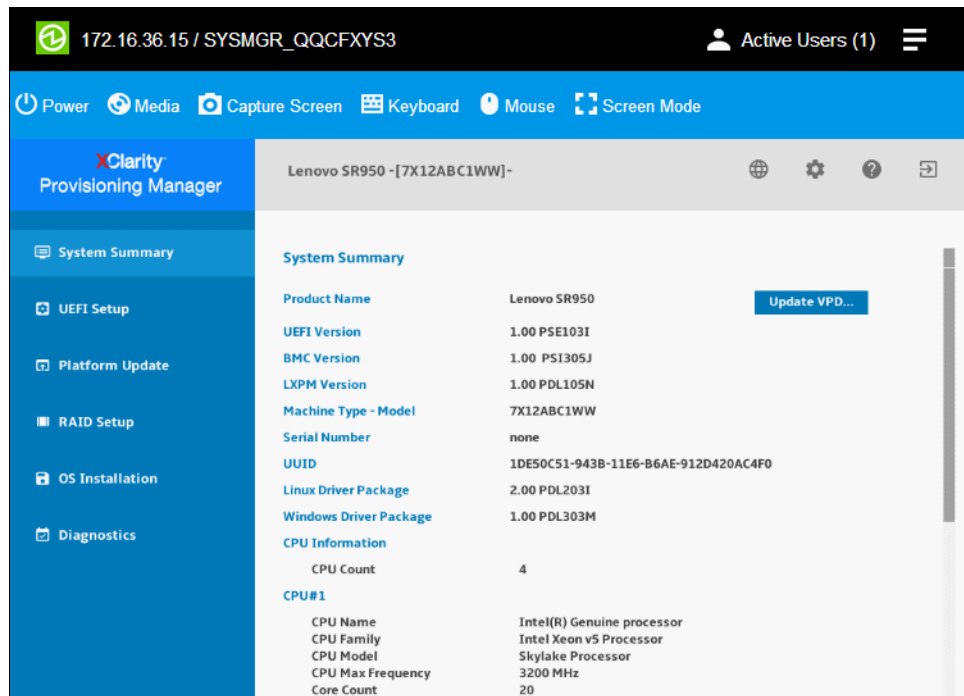 172.16.36.15 / SYSMGR_QQCFXYS3 Active Users (1)
Power Media Capture Screen Keyboard Mouse Screen Mode
XClarity
Provisioning Manager
Lenovo SR950 -[7X12ABC1WW]-
System Summary
UEFI Setup
Platform Update
RAID Setup
OS Installation
Diagnostics
System Summary
Product Name Lenovo SR950 Update VPD...
UEFI Version 1.00 PSE103I
BMC Version 1.00 PSI305J
LXPM Version 1.00 PDL105N
Machine Type - Model 7X12ABC1WW
Serial Number none
UUID 1DE50C51-943B-11E6-B6AE-912D420AC4F0
Linux Driver Package 2.00 PDL203I
Windows Driver Package 1.00 PDL303M
CPU Information
CPU Count 4
CPU#1
CPU Name Intel(R) Genuine processor
CPU Family Intel Xeon v5 Processor
CPU Model Skylake Processor
CPU Max Frequency 3200 MHz
Core Count 20